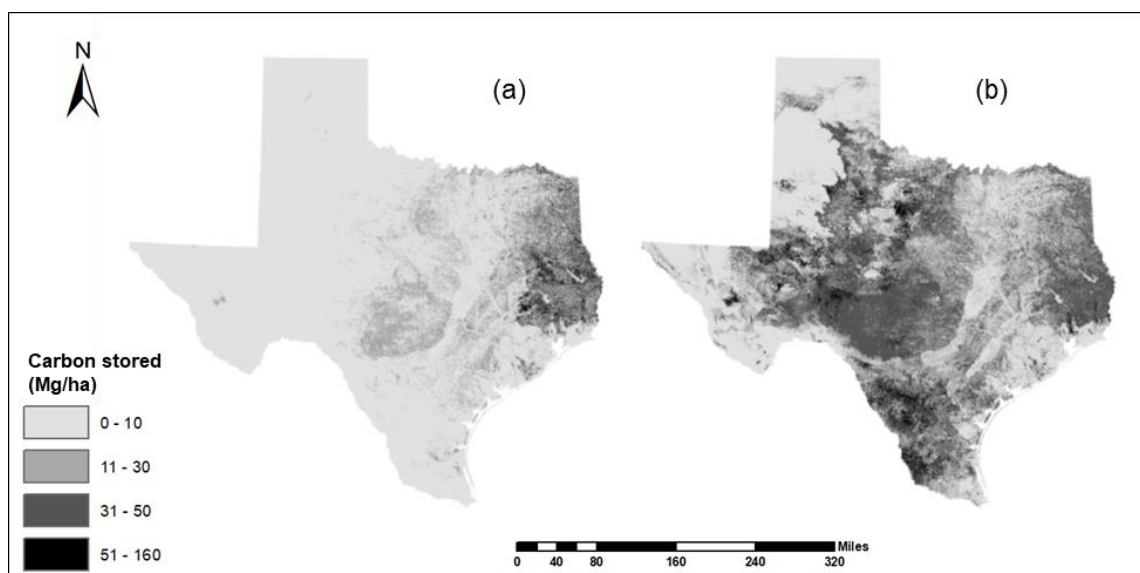 N
(a)
(b)
Carbon stored
(Mg/ha)
0 - 10
11 - 30
31 - 50
51 - 160
Miles
0 40 80 160 240 320